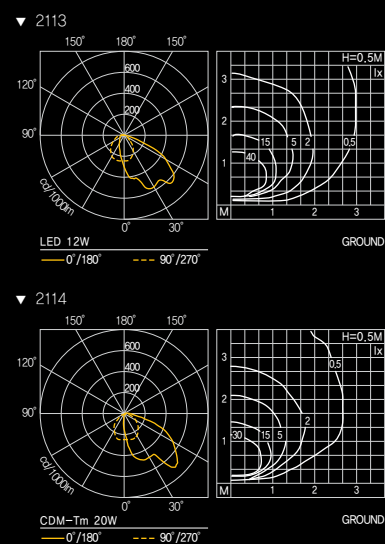 ▼ 2113
150° 180° 150°
120°
90°
600
400
200
cd/1000lm
0° 30°
LED 12W
0°/180° 90°/270°
H=0,5M
lx
3
2
1
40 15 5 2 0,5
M 1 2 3
GROUND
▼ 2114
150° 180° 150°
120°
90°
600
400
200
cd/1000lm
0° 30°
CDM-Tm 20W
0°/180° 90°/270°
H=0,5M
lx
3
2
1
0,5
30 15 5 2
M 1 2 3
GROUND